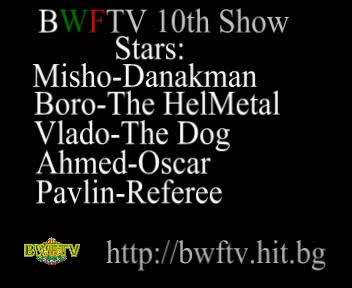 BWFTV 10th Show
Stars:
Misho-Danakman
Boro-The HelMetal
Vlado-The Dog
Ahmed-Oscar
Pavlin-Referee
BWFTV
http://bwftv.hit.bg